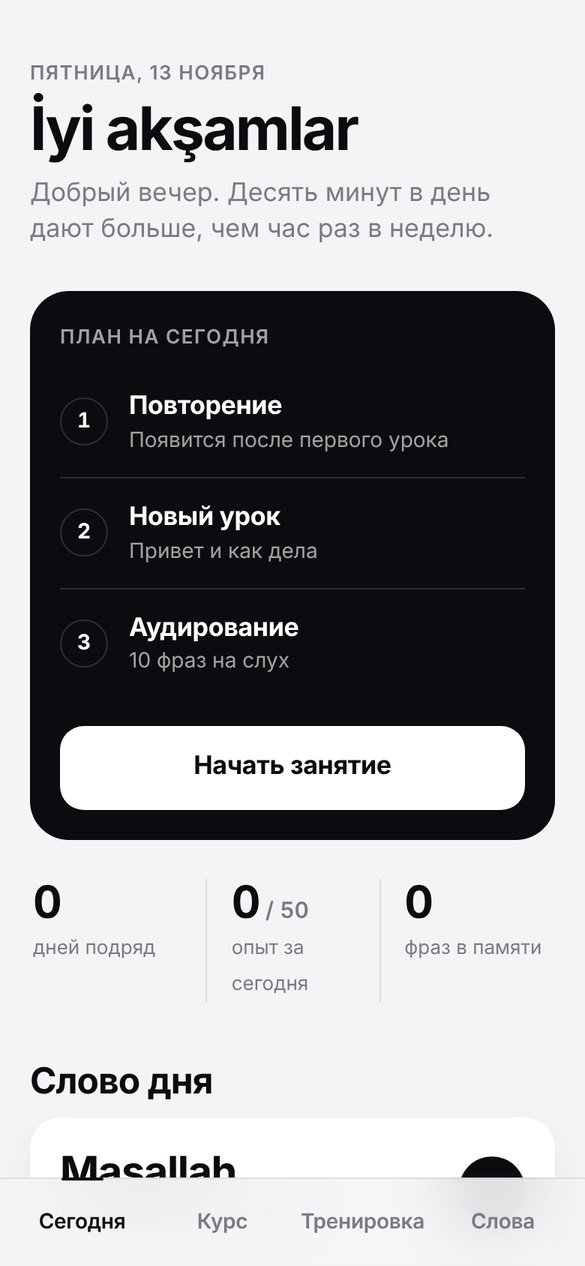 ПЯТНИЦА, 13 НОЯБРЯ
İyi akşamlar
Добрый вечер. Десять минут в день
дают больше, чем час раз в неделю.
ПЛАН НА СЕГОДНЯ
1
Повторение
Появится после первого урока
2
Новый урок
Привет и как дела
3
Аудирование
10 фраз на слух
Начать занятие
0
дней подряд
0 / 50
опыт за
сегодня
0
фраз в памяти
Слово дня
Maşallah
Сегодня
Курс
Тренировка
Слова